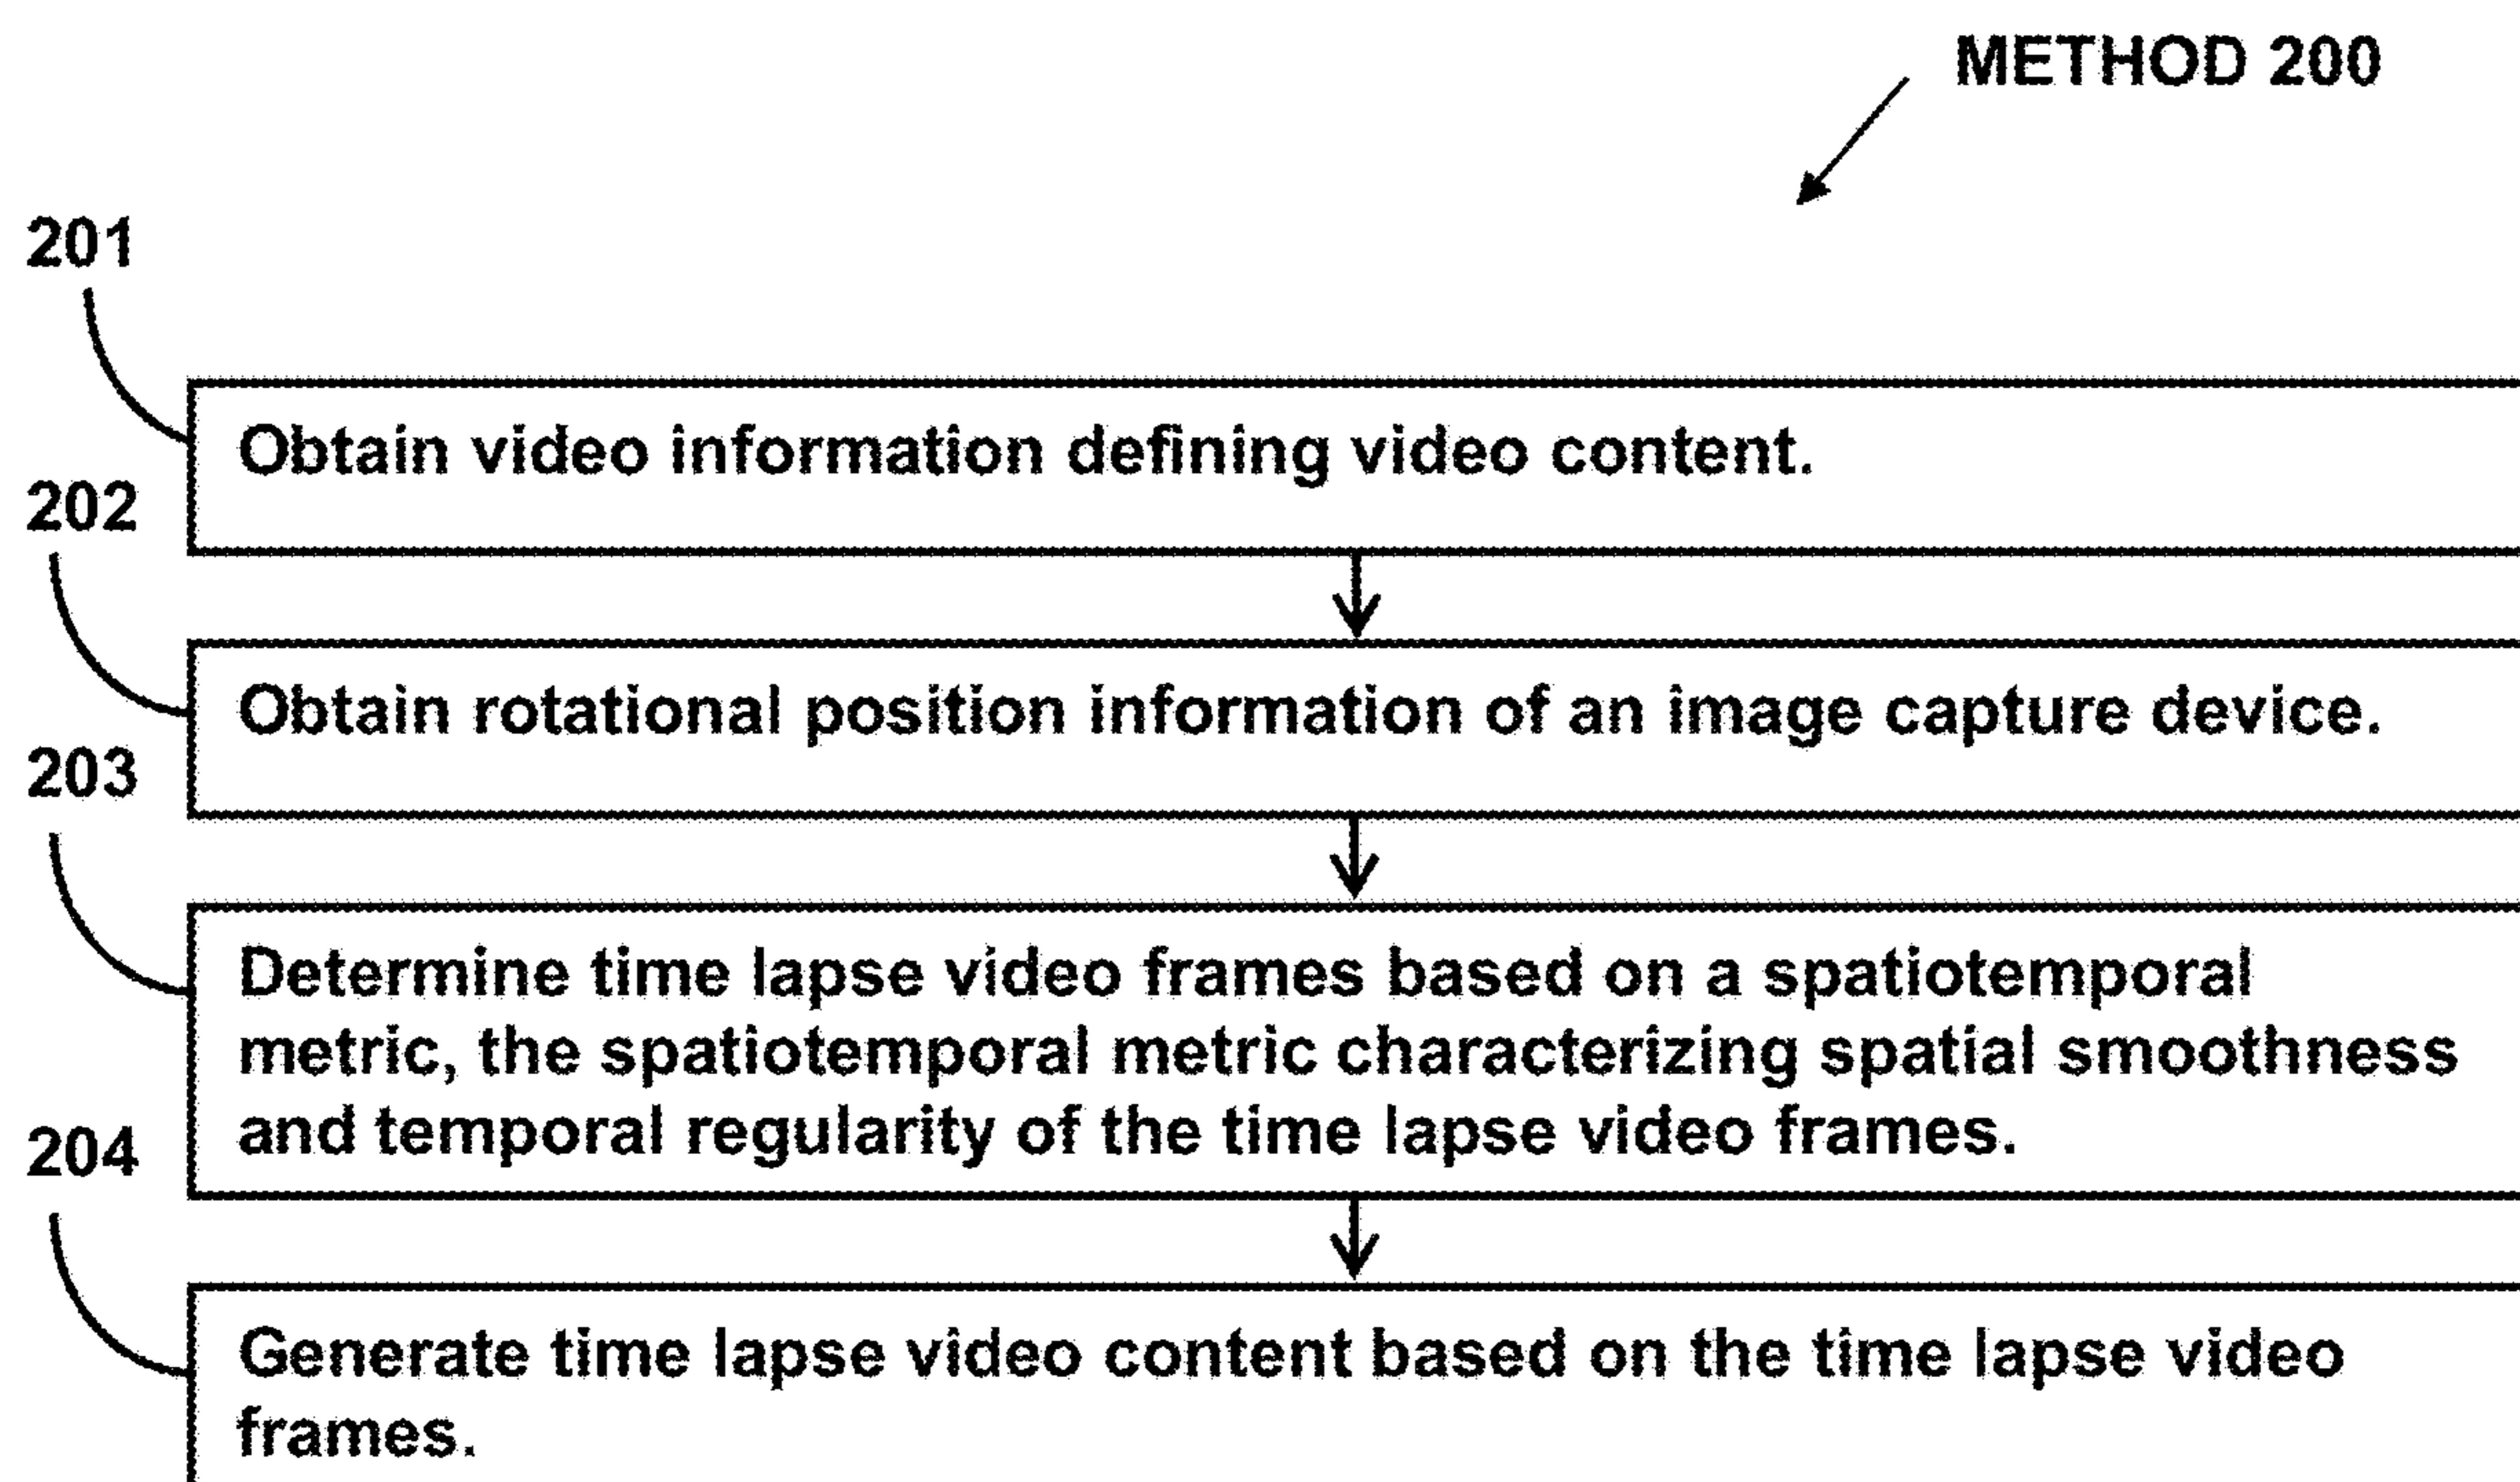 METHOD 200
201
Obtain video information defining video content.
202
Obtain rotational position information of an image capture device.
203
Determine time lapse video frames based on a spatiotemporal
metric, the spatiotemporal metric characterizing spatial smoothness
and temporal regularity of the time lapse video frames.
204
Generate time lapse video content based on the time lapse video
frames.